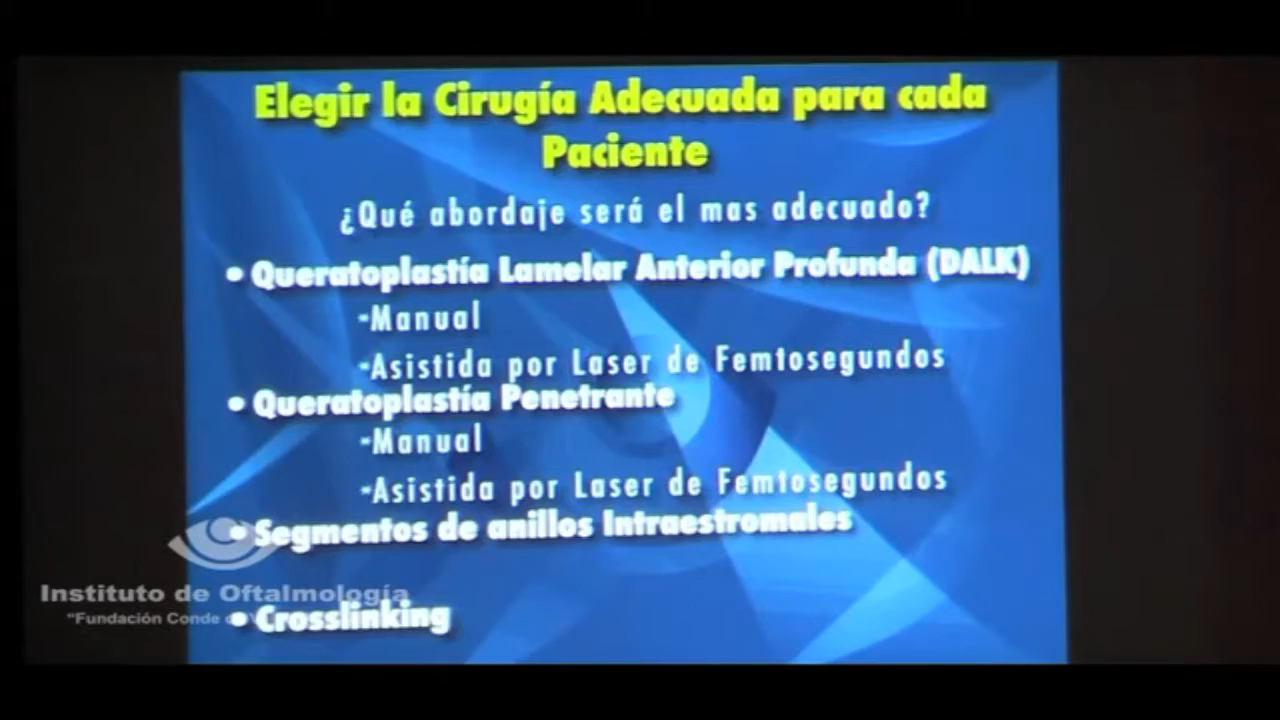 Elegir la Cirugía Adecuada para cada
Paciente
¿Qué abordaje será el mas adecuado?
• Queratoplastía Lamelar Anterior Profunda (DALK)
-Manual
-Asistida por Laser de Femtosegundos
• Queratoplastía Penetrante
-Manual
-Asistida por Laser de Femtosegundos
• Segmentos de anillos Intraestromales
Instituto de Oftalmología
"Fundación Conde
• Crosslinking